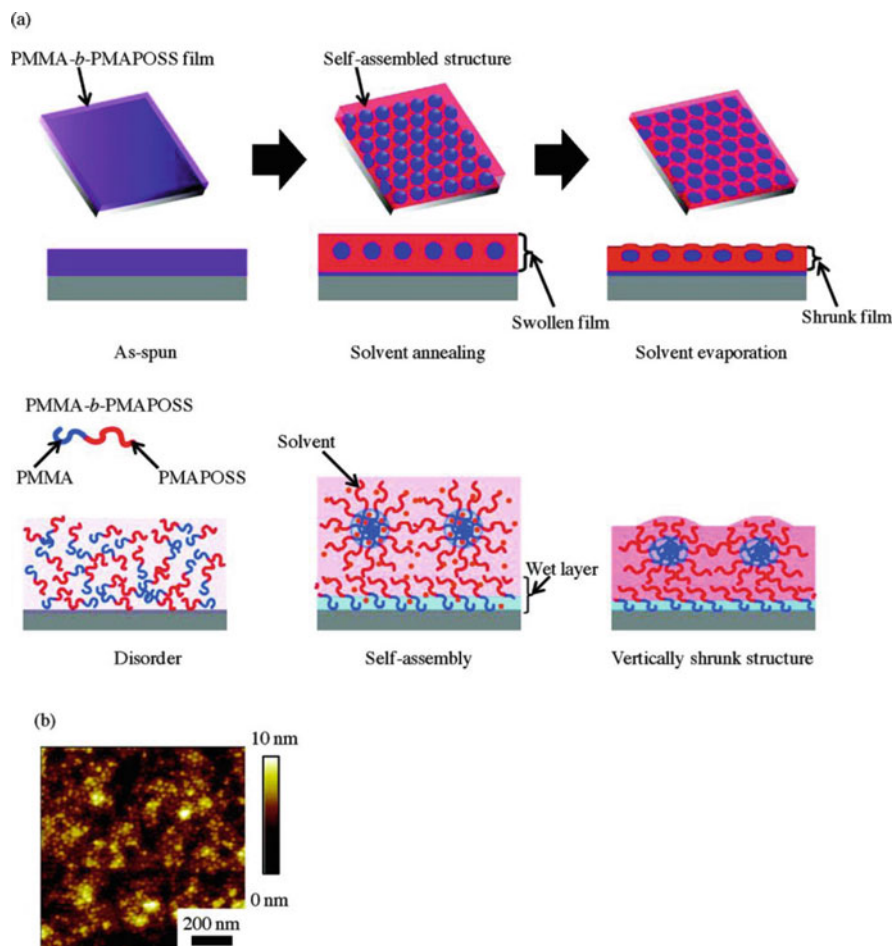 (a)
PMMA-b-PMAPOSS film
Self-assembled structure
Swollen film
Shrunk film
As-spun
Solvent annealing
Solvent evaporation
PMMA-b-PMAPOSS
PMMA
PMAPOSS
Solvent
Wet layer
Disorder
Self-assembly
Vertically shrunk structure
(b)
10 nm
0 nm
200 nm